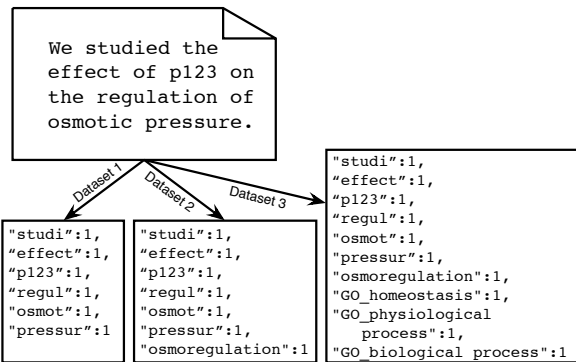 We studied the
effect of p123 on
the regulation of
osmotic pressure.
Dataset 1
Dataset 2
Dataset 3
"studi":1,
“effect”:1,
“p123”:1,
“regul”:1,
"osmot":1,
"pressur":1
"studi":1,
“effect”:1,
“p123”:1,
“regul”:1,
"osmot":1,
"pressur":1,
"osmoregulation":1
"studi":1,
“effect”:1,
“p123”:1,
“regul”:1,
"osmot":1,
"pressur":1,
"osmoregulation":1,
"GO_homeostasis":1,
"GO_physiological
process":1,
"GO_biological process":1